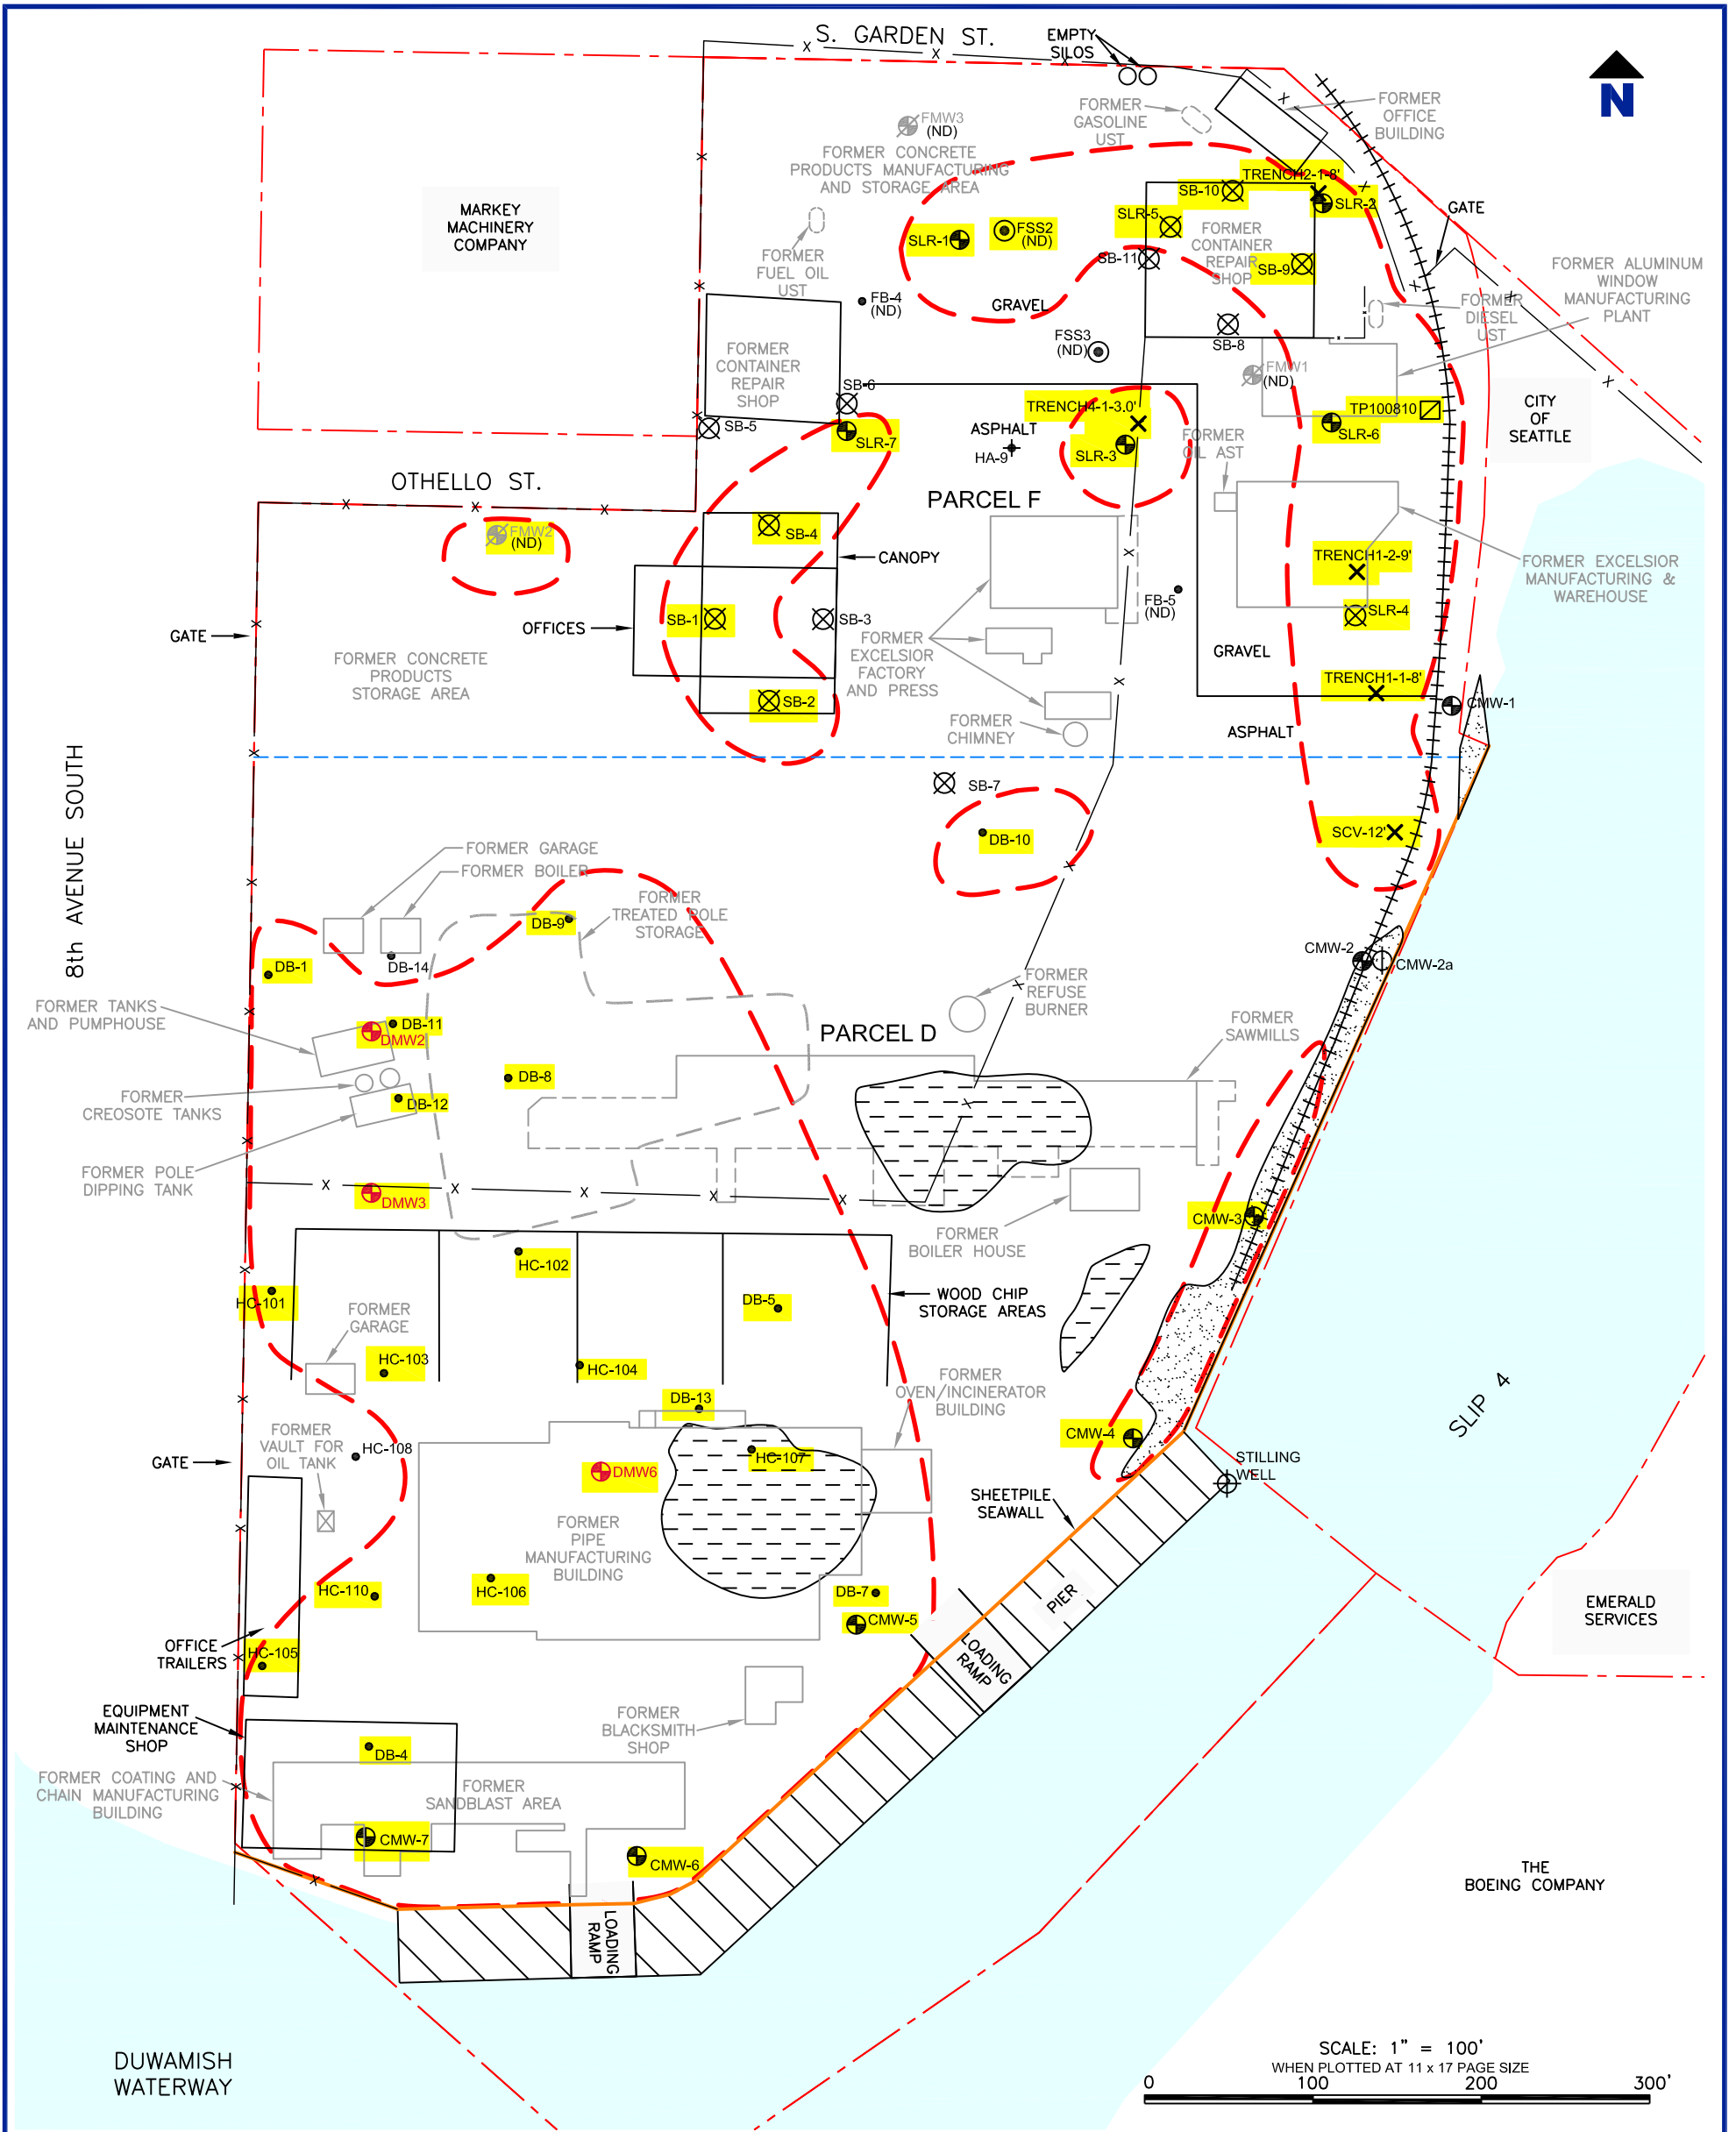 S. GARDEN ST.
EMPTY
SILOS
N
FORMER
OFFICE
BUILDING
FORMER
GASOLINE
UST
FMW3
(ND)
FORMER CONCRETE
PRODUCTS MANUFACTURING
AND STORAGE AREA
TRENCH2-1-8'
SB-10
SLR-2
GATE
MARKEY
MACHINERY
COMPANY
SLR-5
FSS2
(ND)
SLR-1
FORMER
CONTAINER
REPAIR
SHOP
SB-11
SB-9
FORMER
FUEL OIL
UST
FORMER ALUMINUM
WINDOW
MANUFACTURING
PLANT
FB-4
(ND)
GRAVEL
FORMER
DIESEL
UST
FSS3
(ND)
SB-8
FORMER
CONTAINER
REPAIR
SHOP
FMW1
(ND)
SB-6
TRENCH4-1-3.0'
TP100810
CITY
OF
SEATTLE
SB-5
SLR-7
ASPHALT
HA-9
SLR-3
FORMER
OIL AST
SLR-6
OTHELLO ST.
PARCEL F
FMW2
(ND)
SB-4
CANOPY
TRENCH1-2-9'
FORMER EXCELSIOR
MANUFACTURING &
WAREHOUSE
FB-5
(ND)
SLR-4
GATE
OFFICES
SB-1
SB-3
FORMER
EXCELSIOR
FACTORY
AND PRESS
GRAVEL
FORMER CONCRETE
PRODUCTS
STORAGE AREA
TRENCH1-1-8'
SB-2
CMW-1
FORMER
CHIMNEY
ASPHALT
8th AVENUE SOUTH
SB-7
DB-10
SCV-12'
FORMER GARAGE
FORMER BOILER
FORMER
TREATED POLE
STORAGE
DB-9
DB-1
DB-14
CMW-2
CMW-2a
FORMER
REFUSE
BURNER
FORMER TANKS
AND PUMPHOUSE
DB-11
DMW2
PARCEL D
FORMER
SAWMILLS
DB-8
FORMER
CREOSOTE TANKS
DB-12
FORMER POLE
DIPPING TANK
DMW3
CMW-3
FORMER
BOILER HOUSE
HC-102
HC-101
DB-5
WOOD CHIP
STORAGE AREAS
FORMER
GARAGE
HC-103
HC-104
FORMER
OVEN/INCINERATOR
BUILDING
DB-13
FORMER
VAULT FOR
OIL TANK
HC-108
HC-107
CMW-4
SLIP 4
GATE
DMW6
STILLING
WELL
SHEETPILE
SEAWALL
FORMER
PIPE
MANUFACTURING
BUILDING
HC-110
HC-106
DB-7
PIER
CMW-5
EMERALD
SERVICES
OFFICE
TRAILERS
HC-105
LOADING
RAMP
EQUIPMENT
MAINTENANCE
SHOP
FORMER
BLACKSMITH
SHOP
DB-4
FORMER COATING AND
CHAIN MANUFACTURING
BUILDING
FORMER
SANDBLAST AREA
CMW-7
CMW-6
THE
BOEING COMPANY
LOADING
RAMP
DUWAMISH
WATERWAY
SCALE: 1" = 100'
WHEN PLOTTED AT 11 x 17 PAGE SIZE
0 100 200 300'